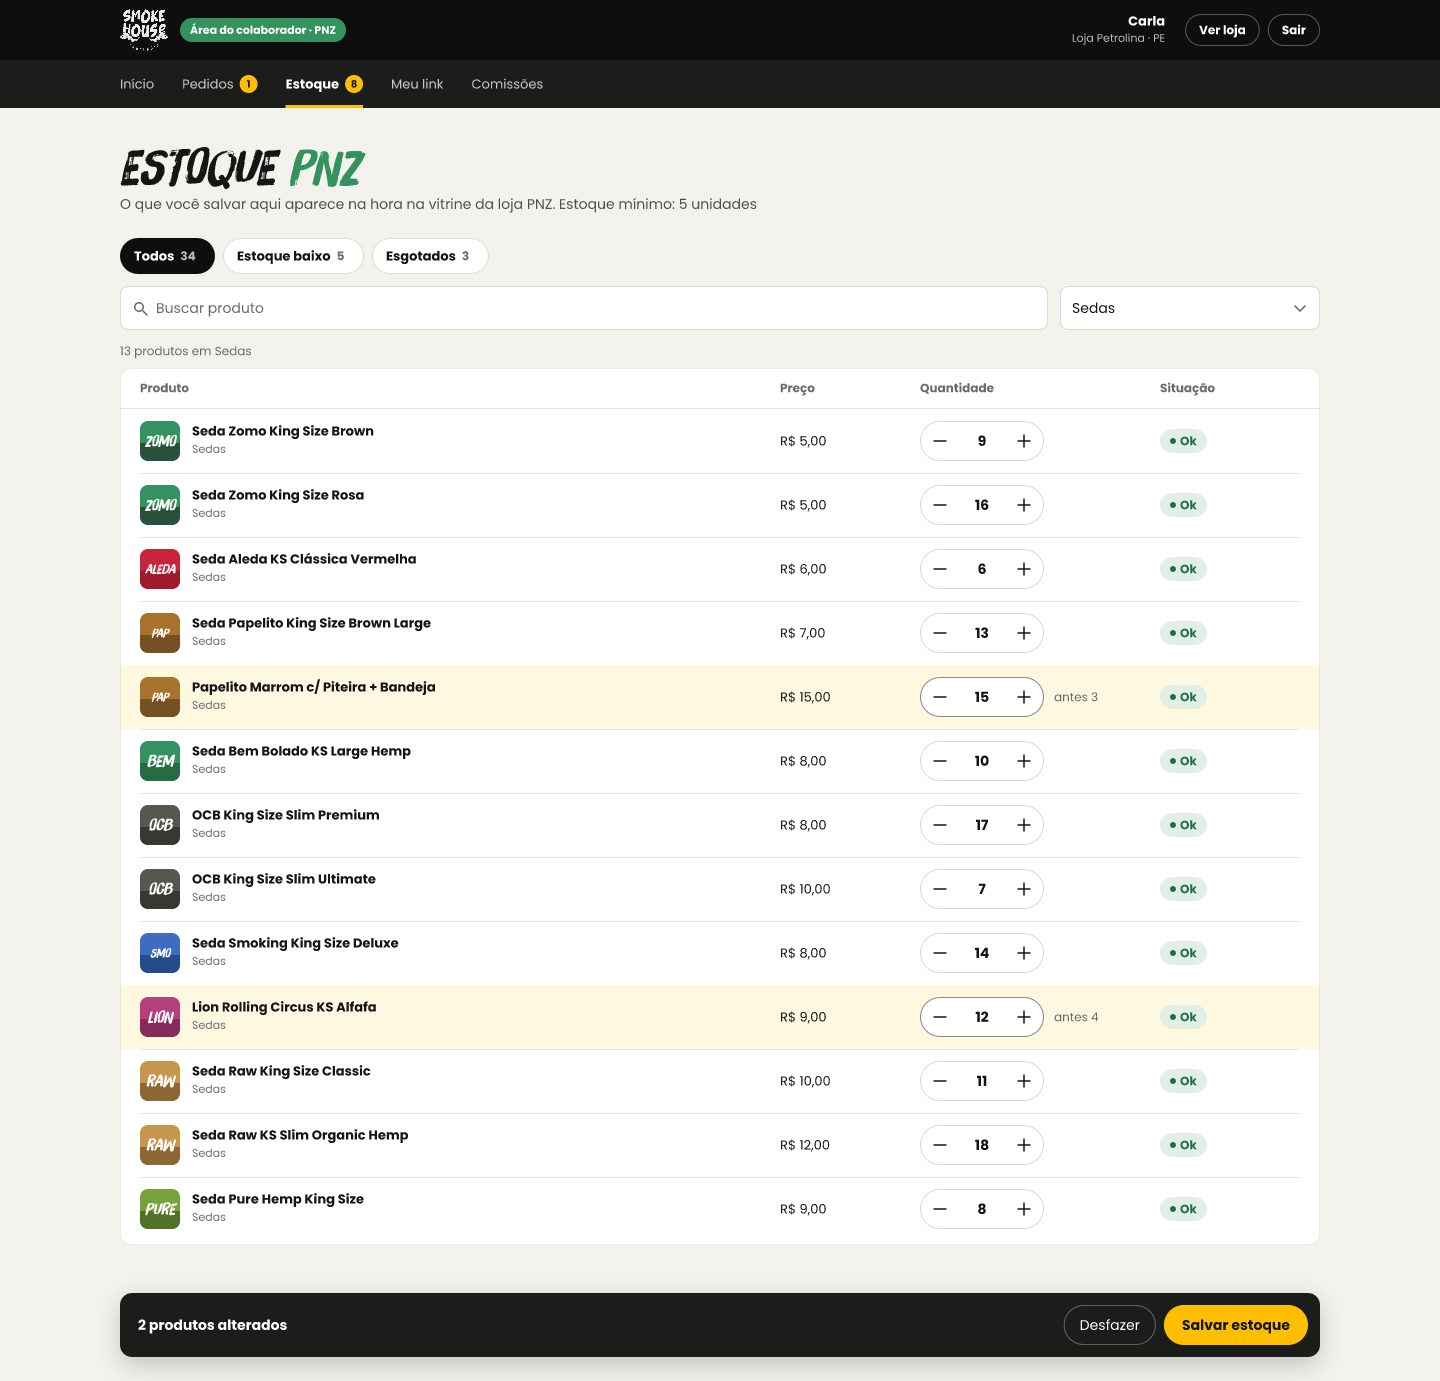 SMOKE
HOUSE
Área do colaborador · PNZ
Carla
Loja Petrolina · PE
Ver loja
Sair
Início
Pedidos 1
Estoque 8
Meu link
Comissões
ESTOQUE PNZ
O que você salvar aqui aparece na hora na vitrine da loja PNZ. Estoque mínimo: 5 unidades
Todos 34
Estoque baixo 5
Esgotados 3
Buscar produto
Sedas
13 produtos em Sedas
Produto Preço Quantidade Situação
ZOMO
Seda Zomo King Size Brown
Sedas
R$ 5,00 — 9 + Ok
ZOMO
Seda Zomo King Size Rosa
Sedas
R$ 5,00 — 16 + Ok
ALEDA
Seda Aleda KS Clássica Vermelha
Sedas
R$ 6,00 — 6 + Ok
PAP
Seda Papelito King Size Brown Large
Sedas
R$ 7,00 — 13 + Ok
PAP
Papelito Marrom c/ Piteira + Bandeja
Sedas
R$ 15,00 — 15 + antes 3 Ok
BEM
Seda Bem Bolado KS Large Hemp
Sedas
R$ 8,00 — 10 + Ok
OCB
OCB King Size Slim Premium
Sedas
R$ 8,00 — 17 + Ok
OCB
OCB King Size Slim Ultimate
Sedas
R$ 10,00 — 7 + Ok
SMO
Seda Smoking King Size Deluxe
Sedas
R$ 8,00 — 14 + Ok
LION
Lion Rolling Circus KS Alfafa
Sedas
R$ 9,00 — 12 + antes 4 Ok
RAW
Seda Raw King Size Classic
Sedas
R$ 10,00 — 11 + Ok
RAW
Seda Raw KS Slim Organic Hemp
Sedas
R$ 12,00 — 18 + Ok
PURE
Seda Pure Hemp King Size
Sedas
R$ 9,00 — 8 + Ok
2 produtos alterados
Desfazer
Salvar estoque